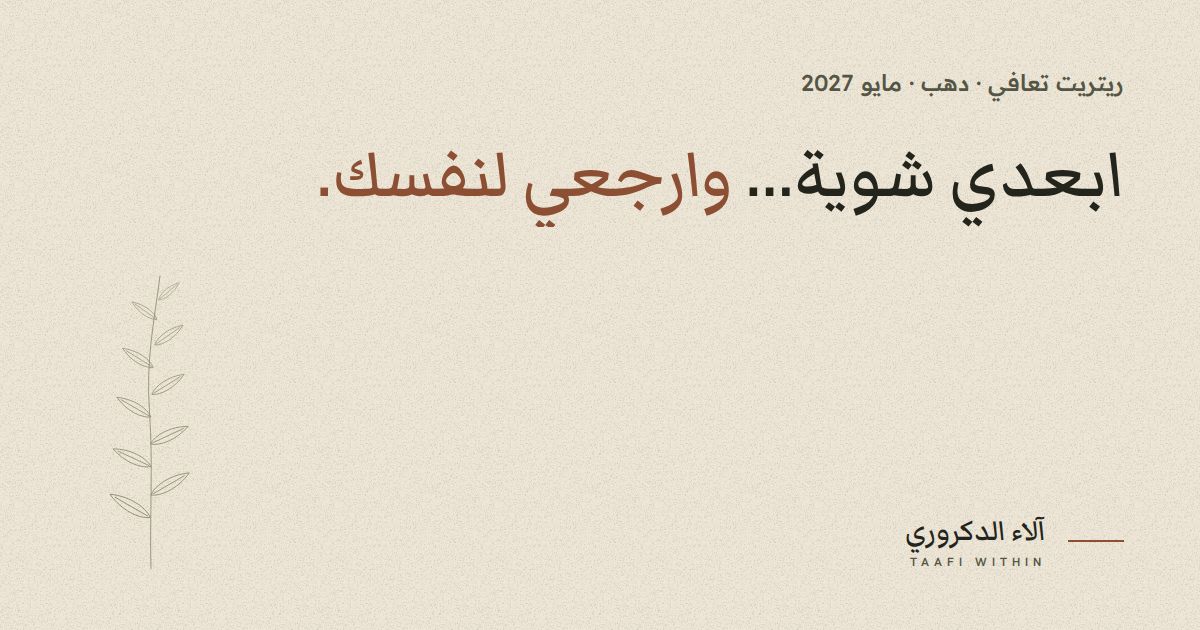 ريتريت تعافي · دهب · مايو 2027
ابعدي شوية... وارجعي لنفسك.
آلاء الدكروري
TAAFI WITHIN